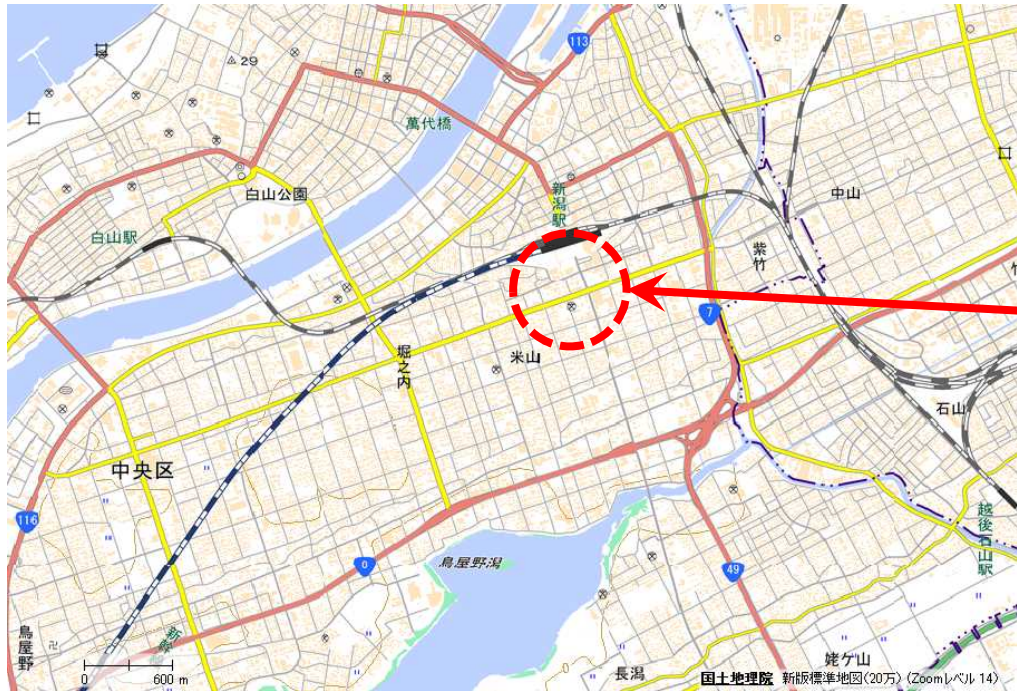 113
29
萬代橋
新潟駅
白山公園
白山駅
中山
紫竹
7
堀之内
米山
石山
中央区
116
越後石山駅
鳥屋野潟
0
49
鳥屋野
新幹
0 600 m
長潟
姥ケ山
国土地理院 新版標準地図(20万) (Zoomレベル 14)